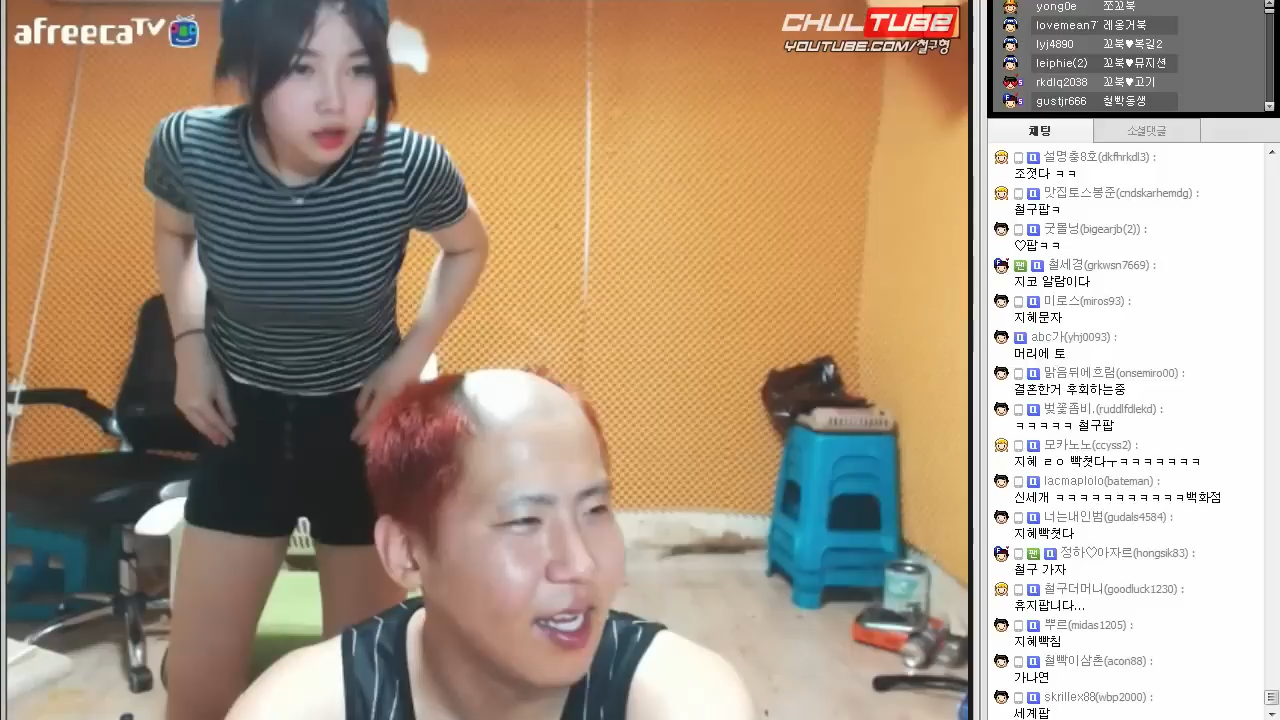 afreecaTV
CHULTUBE
YOUTUBE.COM/철구형
yong0e 쪼꼬북
lovemean7 레옹거북
lyj4890 꼬북♥북길2
leiphie(2) 꼬북♥뮤지션
rkdlq2038 꼬북♥고기
gustjr666 철빡동생
채팅
소셜댓글
설명충8호(dkfhrkdl3) :
조졋다 ㅋㅋ
맛집토스봉준(cndskarhemdg) :
철구팝ㅋ
굿몰닝(bigearjb(2)) :
♡팝ㅋㅋ
팬 철세경(grkwsn7669) :
지코 알람이다
미로스(miros93) :
지혜문자
abc가(yhj0093) :
머리에 토
맑음뒤에흐림(onsemiro00) :
결혼한거 후회하는중
벚꽃좀비.(ruddlfdlekd) :
ㅋㅋㅋㅋㅋ 철구팝
모카노노(ccyss2) :
지혜 ㄹㅇ 빡첫다ㅜㅋㅋㅋㅋㅋㅋㅋ
lacmaplolo(bateman) :
신세개 ㅋㅋㅋㅋㅋㅋㅋㅋㅋㅋㅋ백화점
너는내인범(gudals4584) :
지혜빡첫다
팬 정하♡아자르(hongsik83) :
철구 가자
철구더머니(goodluck1230) :
휴지팝니다...
뿌르(midas1205) :
지혜빡침
철빡이삼촌(acon88) :
가나연
skrillex88(wbp2000) :
세계팝